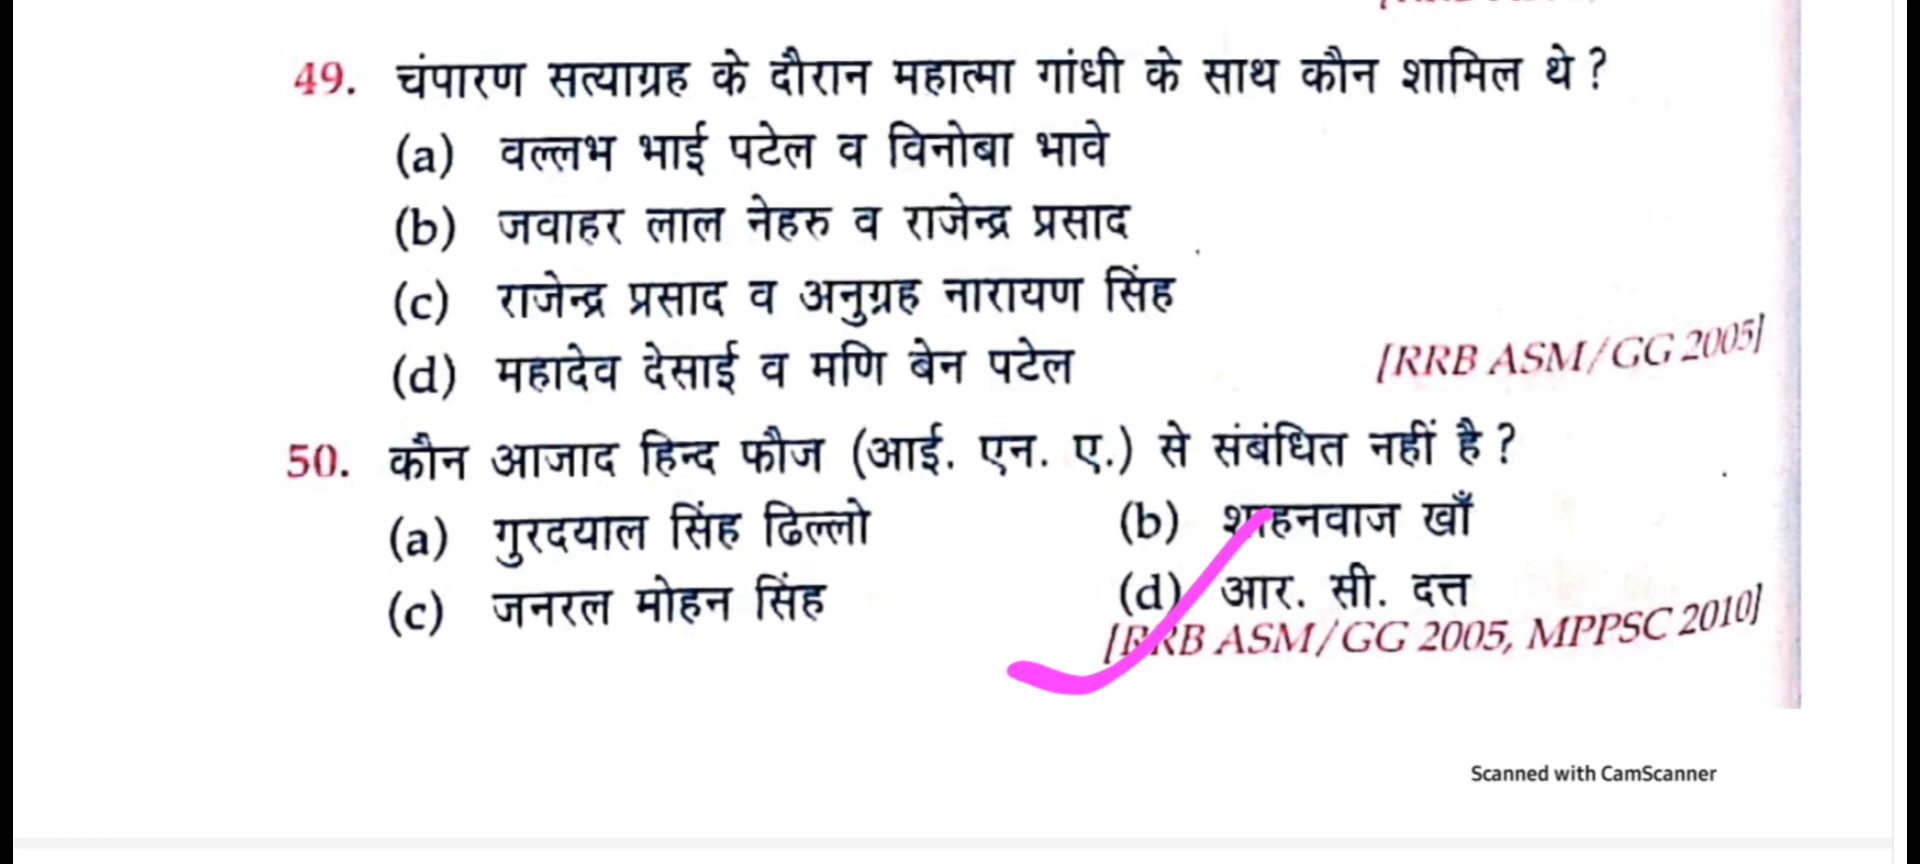 49. चंपारण सत्याग्रह के दौरान महात्मा गांधी के साथ कौन शामिल थे ?
(a) वल्लभ भाई पटेल व विनोबा भावे
(b) जवाहर लाल नेहरु व राजेन्द्र प्रसाद
(c) राजेन्द्र प्रसाद व अनुग्रह नारायण सिंह
(d) महादेव देसाई व मणि बेन पटेल [RRB ASM/GG 2005]
50. कौन आजाद हिन्द फौज (आई. एन. ए.) से संबंधित नहीं है ?
(a) गुरदयाल सिंह ढिल्लो (b) शाहनवाज खाँ
(c) जनरल मोहन सिंह (d) आर. सी. दत्त
[RRB ASM/GG 2005, MPPSC 2010]
Scanned with CamScanner